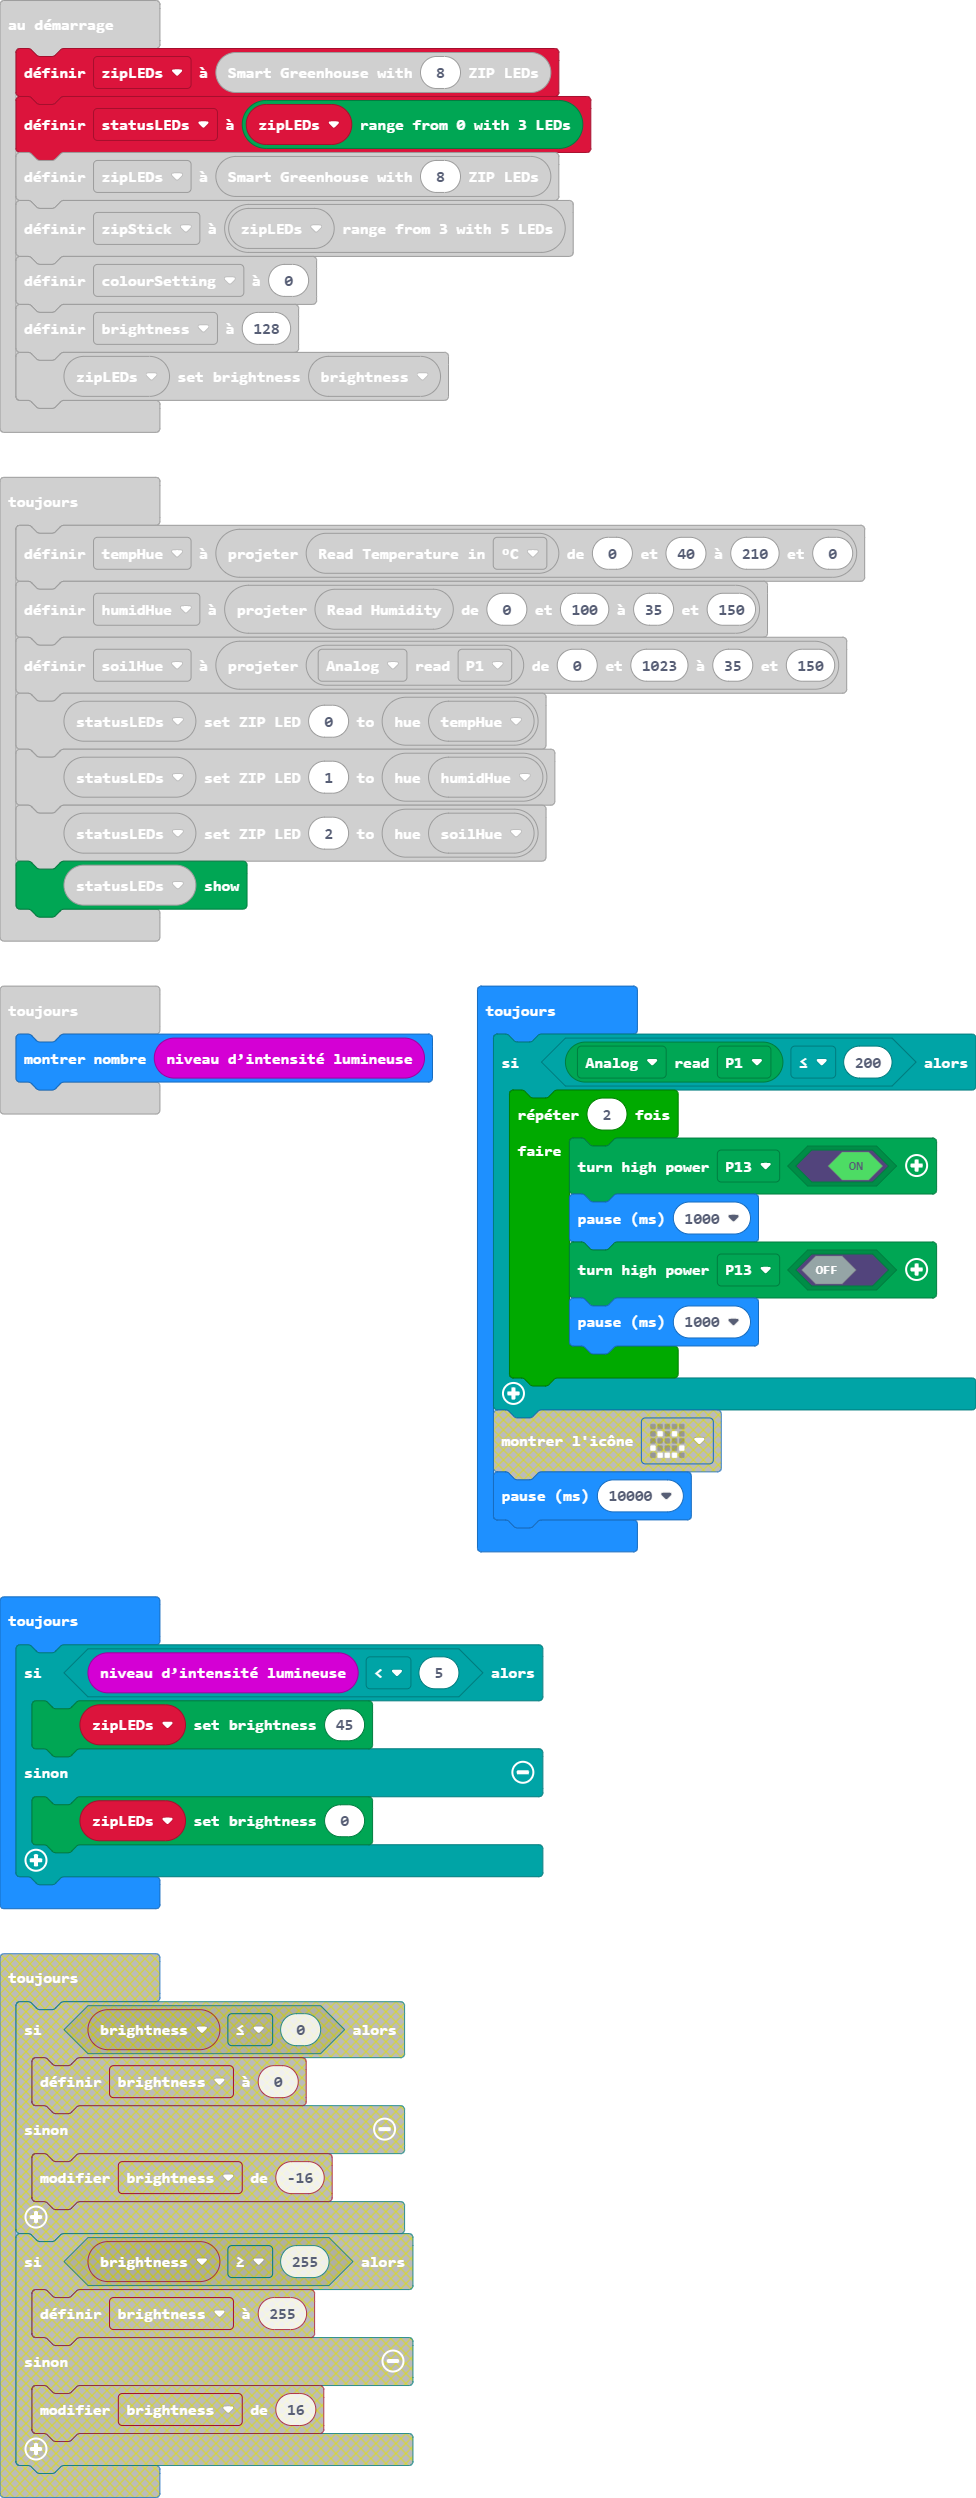 au démarrage
définir zipLEDs à Smart Greenhouse with 8 ZIP LEDs
définir statusLEDs à zipLEDs range from 0 with 3 LEDs
définir zipLEDs à Smart Greenhouse with 8 ZIP LEDs
définir zipStick à zipLEDs range from 3 with 5 LEDs
définir colourSetting à 0
définir brightness à 128
zipLEDs set brightness brightness
toujours
définir tempHue à projeter Read Temperature in ºC de 0 et 40 à 210 et 0
définir humidHue à projeter Read Humidity de 0 et 100 à 35 et 150
définir soilHue à projeter Analog read P1 de 0 et 1023 à 35 et 150
statusLEDs set ZIP LED 0 to hue tempHue
statusLEDs set ZIP LED 1 to hue humidHue
statusLEDs set ZIP LED 2 to hue soilHue
statusLEDs show
toujours
montrer nombre niveau d’intensité lumineuse
toujours
si Analog read P1 ≤ 200 alors
répéter 2 fois
faire
turn high power P13 ON
pause (ms) 1000
turn high power P13 OFF
pause (ms) 1000
montrer l'icône
pause (ms) 10000
toujours
si niveau d’intensité lumineuse < 5 alors
zipLEDs set brightness 45
sinon
zipLEDs set brightness 0
toujours
si brightness ≤ 0 alors
définir brightness à 0
sinon
modifier brightness de -16
si brightness ≥ 255 alors
définir brightness à 255
sinon
modifier brightness de 16